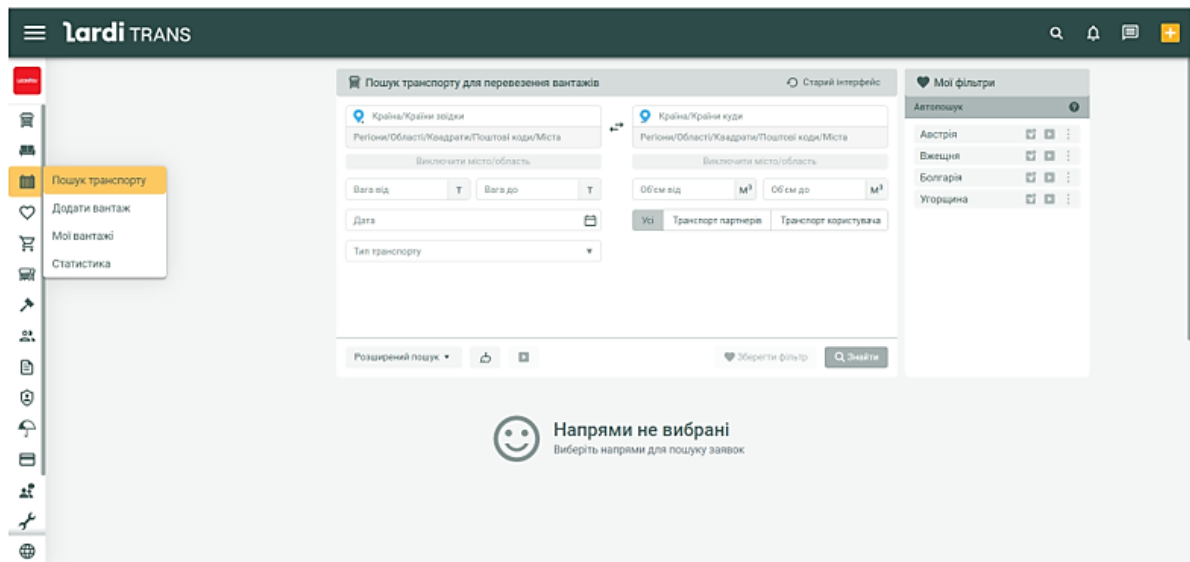 lardi TRANS
Пошук транспорту для перевезення вантажів
Старий інтерфейс
Мої фільтри
Країна/Країни звідки
Країна/Країни куди
Автопошук
Регіони/Області/Квадрати/Поштові коди/Міста
Регіони/Області/Квадрати/Поштові коди/Міста
Австрія
Виключити місто/область
Виключити місто/область
Вжещня
Пошук транспорту
Болгарія
Вага від
т
Вага до
т
Об'єм від
м³
Об'єм до
м³
Угорщина
Додати вантаж
Дата
Усі
Транспорт партнерів
Транспорт користувача
Мої вантажі
Тип транспорту
Статистика
Розширений пошук
Зберегти фільтр
Знайти
Напрями не вибрані
Виберіть напрями для пошуку заявок